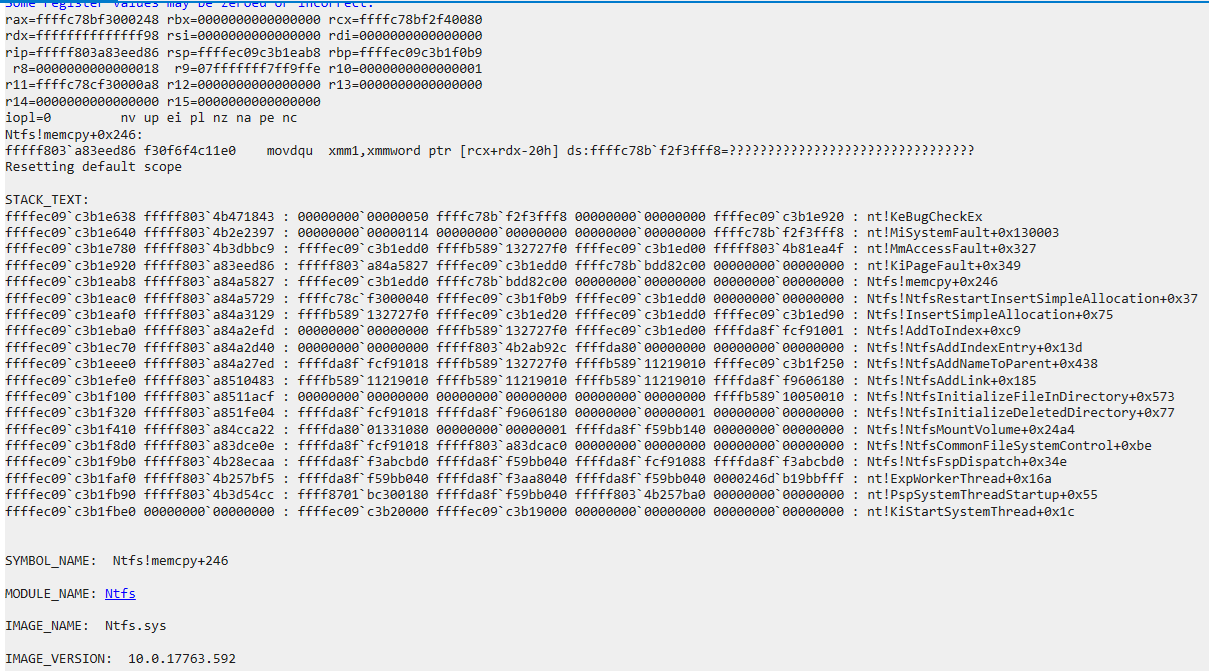 Some register values may be zeroed or incorrect.
rax=ffffc78bf3000248 rbx=0000000000000000 rcx=ffffc78bf2f40080
rdx=ffffffffffffff98 rsi=0000000000000000 rdi=0000000000000000
rip=fffff803a83eed86 rsp=ffffec09c3b1eab8 rbp=ffffec09c3b1f0b9
r8=0000000000000018 r9=07fffffff7ff9ffe r10=0000000000000001
r11=ffffc78cf30000a8 r12=0000000000000000 r13=0000000000000000
r14=0000000000000000 r15=0000000000000000
iopl=0 nv up ei pl nz na pe nc
Ntfs!memcpy+0x246:
fffff803`a83eed86 f30f6f4c11e0 movdqu xmm1,xmmword ptr [rcx+rdx-20h] ds:ffffc78b`f2f3fff8=????????????????????????????????
Resetting default scope
STACK_TEXT:
ffffec09`c3b1e638 fffff803`4b471843 : 00000000`00000050 ffffc78b`f2f3fff8 00000000`00000000 ffffec09`c3b1e920 : nt!KeBugCheckEx
ffffec09`c3b1e640 fffff803`4b2e2397 : 00000000`00000114 00000000`00000000 00000000`00000000 ffffc78b`f2f3fff8 : nt!MiSystemFault+0x130003
ffffec09`c3b1e780 fffff803`4b3dbbc9 : ffffec09`c3b1edd0 ffffb589`132727f0 ffffec09`c3b1ed00 fffff803`4b81ea4f : nt!MmAccessFault+0x327
ffffec09`c3b1e920 fffff803`a83eed86 : fffff803`a84a5827 ffffec09`c3b1edd0 ffffc78b`bdd82c00 00000000`00000000 : nt!KiPageFault+0x349
ffffec09`c3b1eab8 fffff803`a84a5827 : ffffec09`c3b1edd0 ffffc78b`bdd82c00 00000000`00000000 00000000`00000000 : Ntfs!memcpy+0x246
ffffec09`c3b1eac0 fffff803`a84a5729 : ffffc78c`f3000040 ffffec09`c3b1f0b9 ffffec09`c3b1edd0 00000000`00000000 : Ntfs!NtfsRestartInsertSimpleAllocation+0x37
ffffec09`c3b1eaf0 fffff803`a84a3129 : ffffb589`132727f0 ffffec09`c3b1ed20 ffffec09`c3b1edd0 ffffec09`c3b1ed90 : Ntfs!InsertSimpleAllocation+0x75
ffffec09`c3b1eba0 fffff803`a84a2efd : 00000000`00000000 ffffb589`132727f0 ffffec09`c3b1ed00 ffffda8f`fcf91001 : Ntfs!AddToIndex+0xc9
ffffec09`c3b1ec70 fffff803`a84a2d40 : 00000000`00000000 fffff803`4b2ab92c ffffda80`00000000 00000000`00000000 : Ntfs!NtfsAddIndexEntry+0x13d
ffffec09`c3b1eee0 fffff803`a84a27ed : ffffda8f`fcf91018 ffffb589`132727f0 ffffb589`11219010 ffffec09`c3b1f250 : Ntfs!NtfsAddNameToParent+0x438
ffffec09`c3b1efe0 fffff803`a8510483 : ffffb589`11219010 ffffb589`11219010 ffffb589`11219010 ffffda8f`f9606180 : Ntfs!NtfsAddLink+0x185
ffffec09`c3b1f100 fffff803`a8511acf : 00000000`00000000 00000000`00000000 00000000`00000000 ffffb589`10050010 : Ntfs!NtfsInitializeFileInDirectory+0x573
ffffec09`c3b1f320 fffff803`a851fe04 : ffffda8f`fcf91018 ffffda8f`f9606180 00000000`00000001 00000000`00000000 : Ntfs!NtfsInitializeDeletedDirectory+0x77
ffffec09`c3b1f410 fffff803`a84cca22 : ffffda80`01331080 00000000`00000001 ffffda8f`f59bb140 00000000`00000000 : Ntfs!NtfsMountVolume+0x24a4
ffffec09`c3b1f8d0 fffff803`a83dce0e : ffffda8f`fcf91018 fffff803`a83dcac0 00000000`00000000 00000000`00000000 : Ntfs!NtfsCommonFileSystemControl+0xbe
ffffec09`c3b1f9b0 fffff803`4b28ecaa : ffffda8f`f3abcbd0 ffffda8f`f59bb040 ffffda8f`fcf91088 ffffda8f`f3abcbd0 : Ntfs!NtfsFspDispatch+0x34e
ffffec09`c3b1faf0 fffff803`4b257bf5 : ffffda8f`f59bb040 ffffda8f`f3aa8040 ffffda8f`f59bb040 0000246d`b19bbfff : nt!ExpWorkerThread+0x16a
ffffec09`c3b1fb90 fffff803`4b3d54cc : ffff8701`bc300180 ffffda8f`f59bb040 fffff803`4b257ba0 00000000`00000000 : nt!PspSystemThreadStartup+0x55
ffffec09`c3b1fbe0 00000000`00000000 : ffffec09`c3b20000 ffffec09`c3b19000 00000000`00000000 00000000`00000000 : nt!KiStartSystemThread+0x1c
SYMBOL_NAME: Ntfs!memcpy+246
MODULE_NAME: Ntfs
IMAGE_NAME: Ntfs.sys
IMAGE_VERSION: 10.0.17763.592